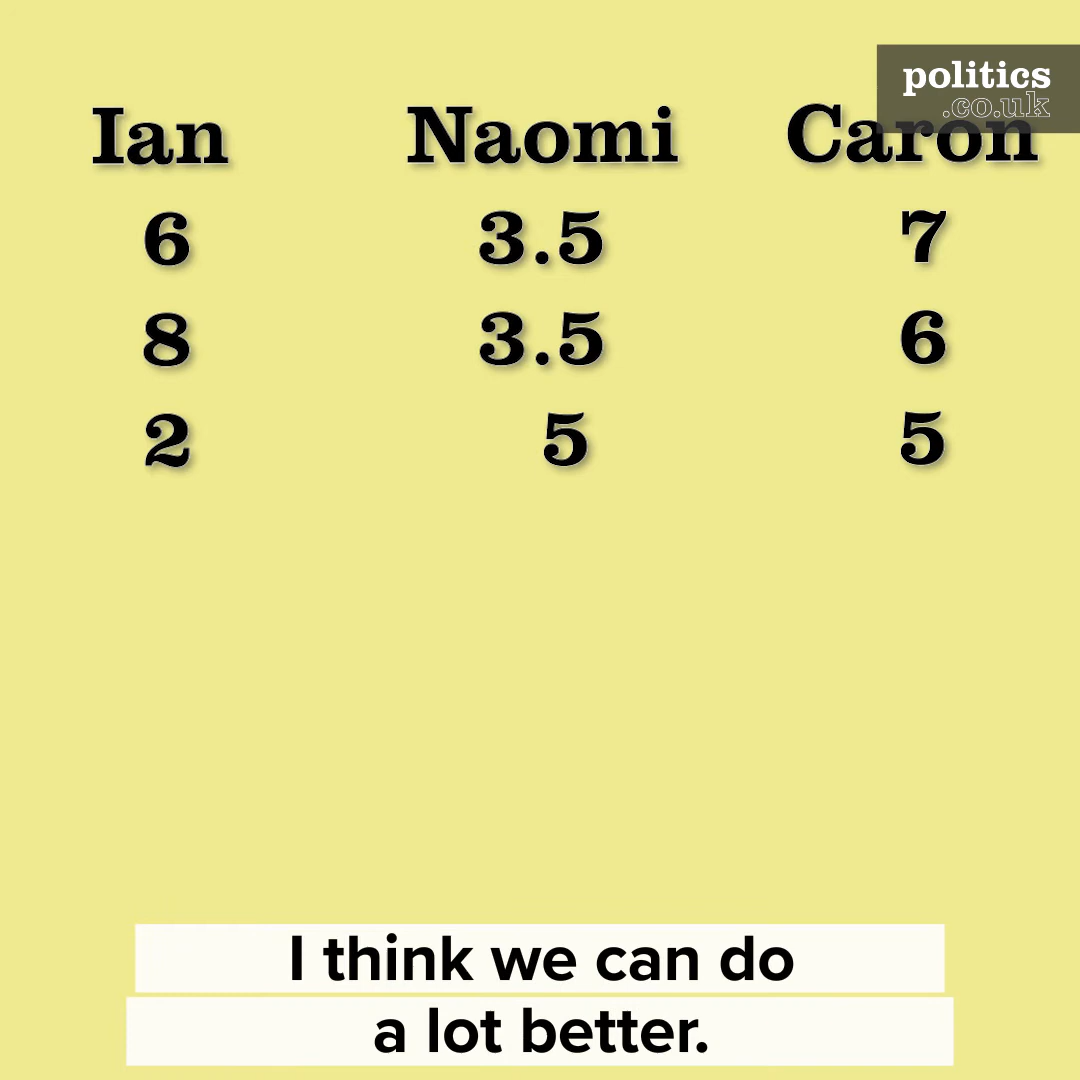 politics
.co.uk
Ian Naomi Caron
6 3.5 7
8 3.5 6
2 5 5
I think we can do
a lot better.